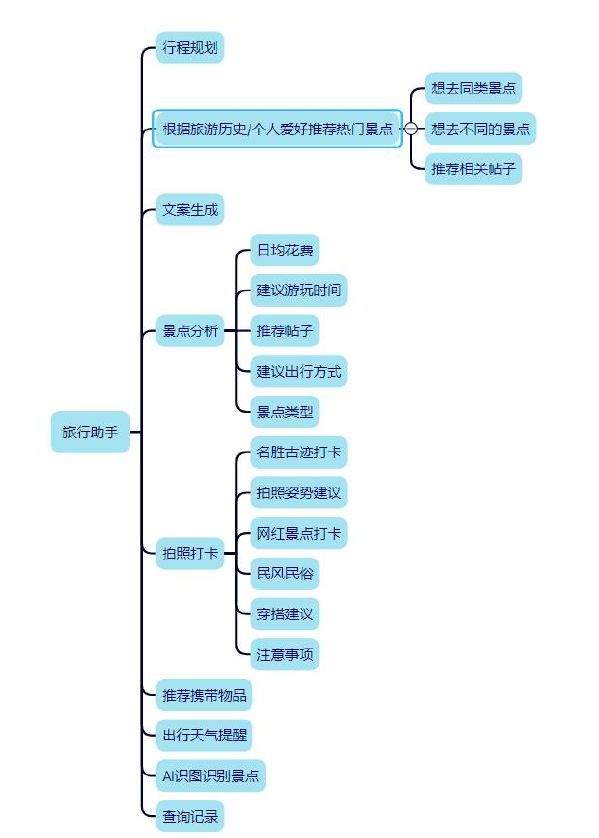 行程规划
想去同类景点
根据旅游历史/个人爱好推荐热门景点
想去不同的景点
推荐相关帖子
文案生成
日均花费
建议游玩时间
景点分析
推荐帖子
建议出行方式
景点类型
旅行助手
名胜古迹打卡
拍照姿势建议
网红景点打卡
拍照打卡
民风民俗
穿搭建议
注意事项
推荐携带物品
出行天气提醒
AI识图识别景点
查询记录